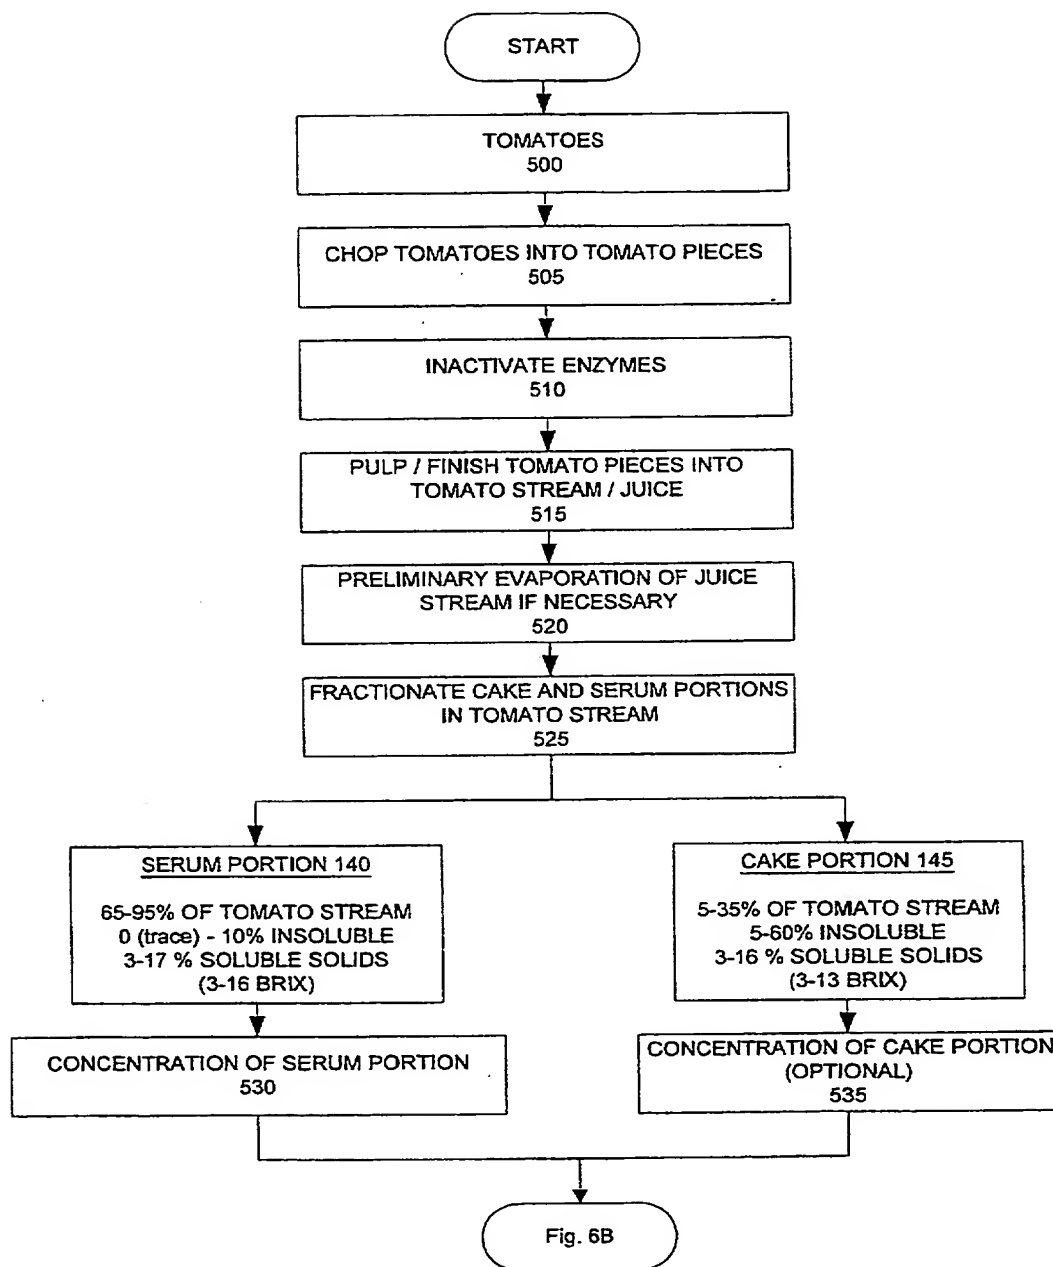 START
TOMATOES
500
CHOP TOMATOES INTO TOMATO PIECES
505
INACTIVATE ENZYMES
510
PULP / FINISH TOMATO PIECES INTO
TOMATO STREAM / JUICE
515
PRELIMINARY EVAPORATION OF JUICE
STREAM IF NECESSARY
520
FRACTIONATE CAKE AND SERUM PORTIONS
IN TOMATO STREAM
525
SERUM PORTION 140
65-95% OF TOMATO STREAM
0 (trace) - 10% INSOLUBLE
3-17 % SOLUBLE SOLIDS
(3-16 BRIX)
CAKE PORTION 145
5-35% OF TOMATO STREAM
5-60% INSOLUBLE
3-16 % SOLUBLE SOLIDS
(3-13 BRIX)
CONCENTRATION OF SERUM PORTION
530
CONCENTRATION OF CAKE PORTION
(OPTIONAL)
535
Fig. 6B